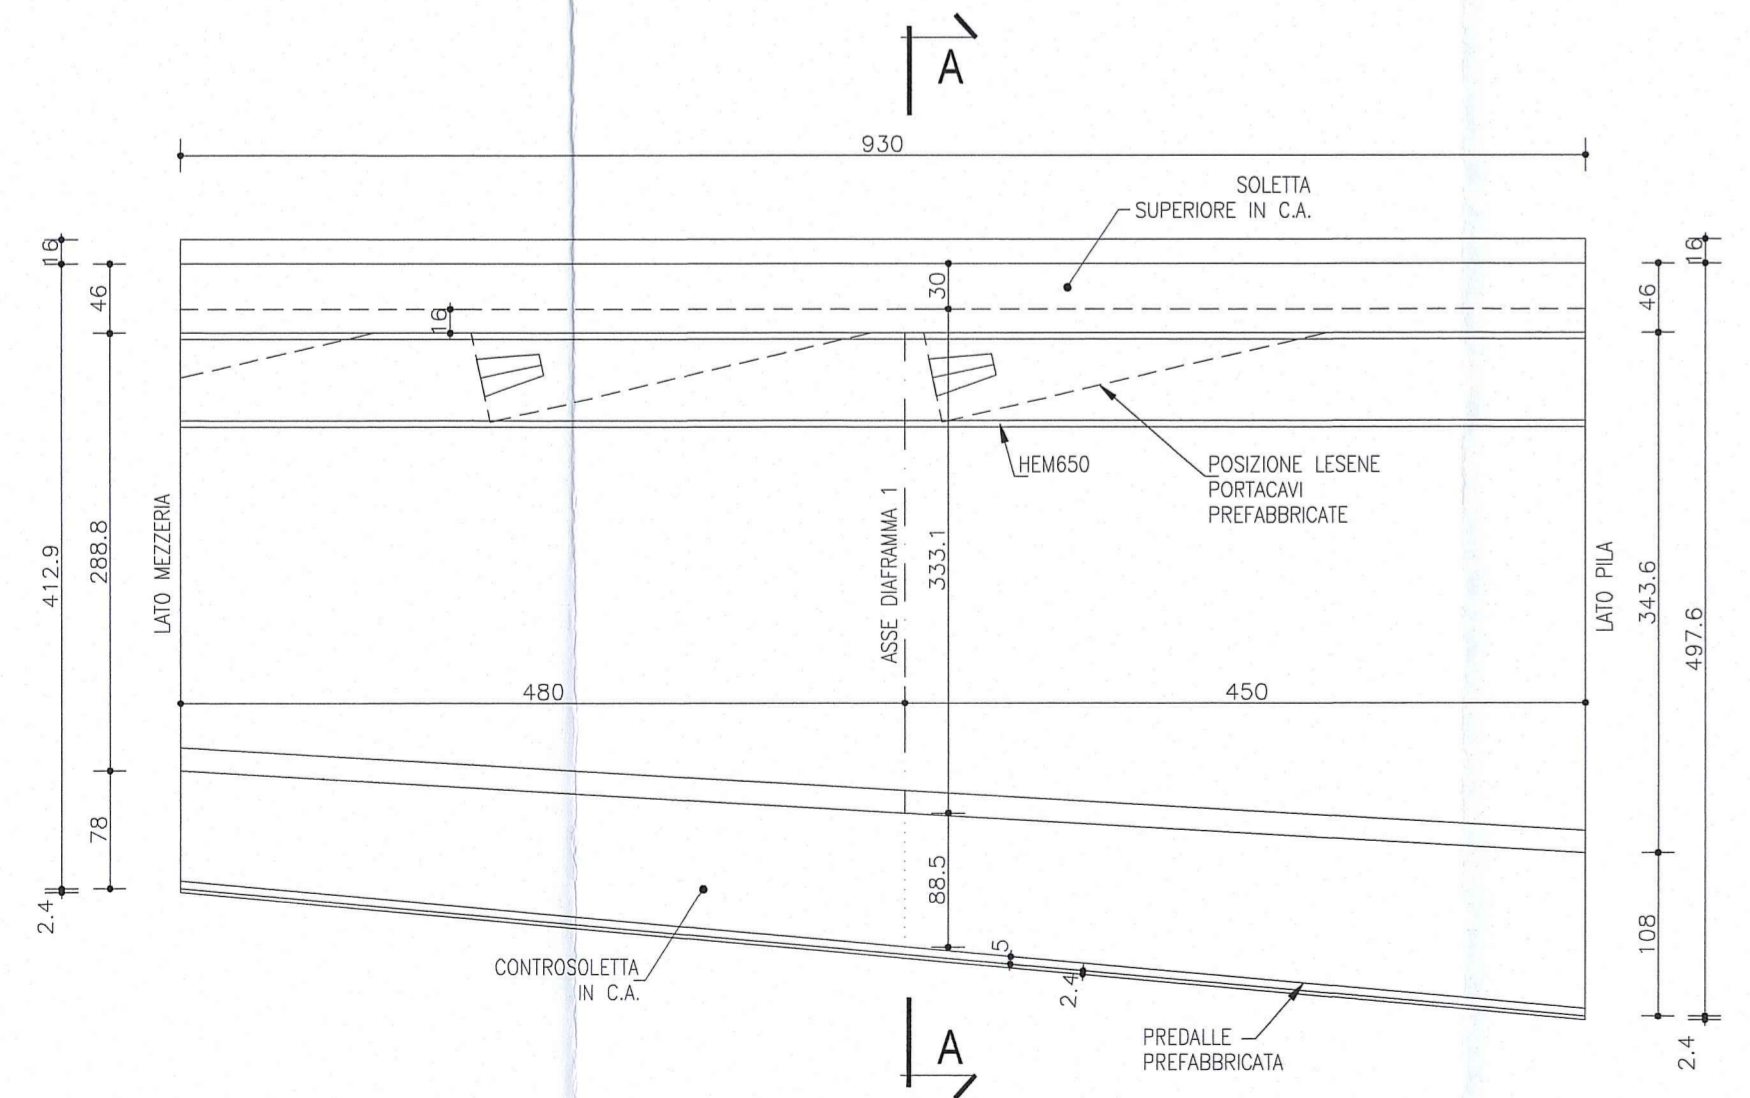 A
930
SOLETTA
SUPERIORE IN C.A.
16
16
46
30
46
16
HEM650
POSIZIONE LESENE
PORTACAVI
PREFABBRICATE
LATO MEZZERIA
ASSE DIAFRAMMA 1
LATO PILA
412.9
288.8
333.1
343.6
497.6
480
450
78
88.5
108
2.4
5
2.4
2.4
CONTROSOLETTA
IN C.A.
PREDALLE
PREFABBRICATA
A